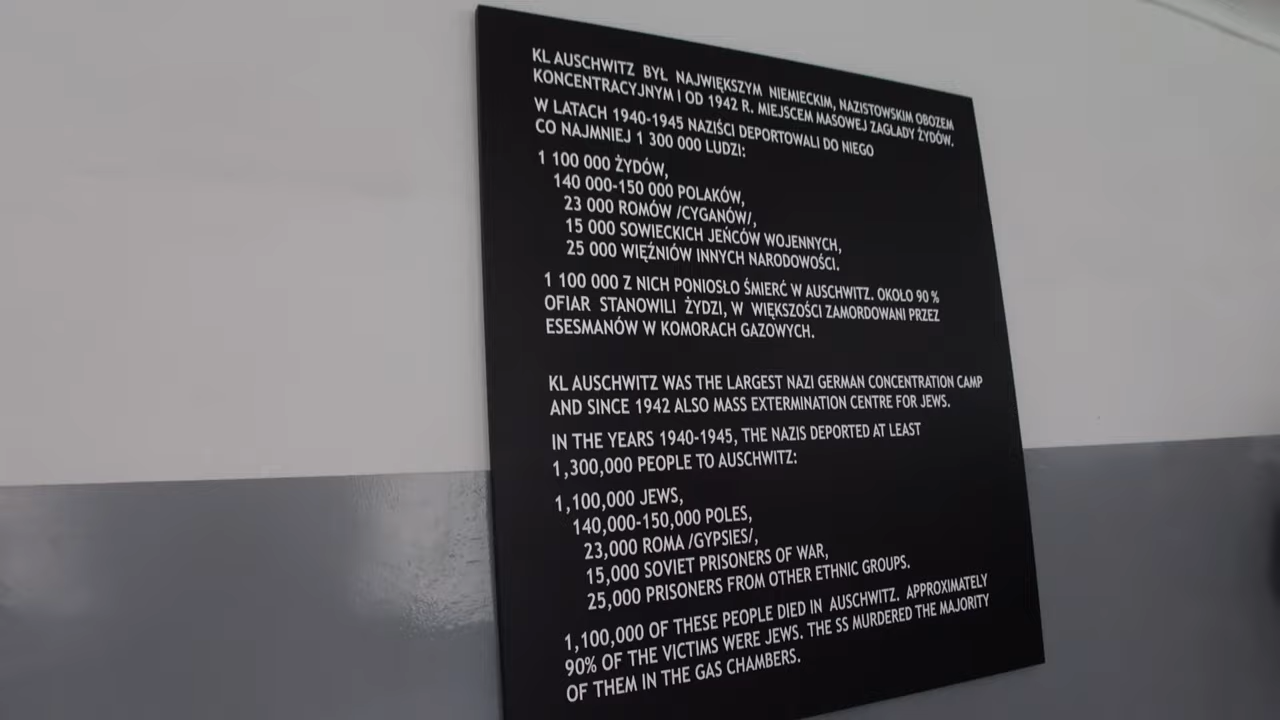 KL AUSCHWITZ BYŁ NAJWIĘKSZYM NIEMIECKIM, NAZISTOWSKIM OBOZEM
KONCENTRACYJNYM I OD 1942 R. MIEJSCEM MASOWEJ ZAGŁADY ŻYDÓW.
W LATACH 1940-1945 NAZIŚCI DEPORTOWALI DO NIEGO
CO NAJMNIEJ 1 300 000 LUDZI:
1 100 000 ŻYDÓW,
140 000-150 000 POLAKÓW,
23 000 ROMÓW /CYGANÓW/,
15 000 SOWIECKICH JEŃCÓW WOJENNYCH,
25 000 WIĘŹNIÓW INNYCH NARODOWOŚCI.
1 100 000 Z NICH PONIOSŁO ŚMIERĆ W AUSCHWITZ. OKOŁO 90 %
OFIAR STANOWILI ŻYDZI, W WIĘKSZOŚCI ZAMORDOWANI PRZEZ
ESESMANÓW W KOMORACH GAZOWYCH.
KL AUSCHWITZ WAS THE LARGEST NAZI GERMAN CONCENTRATION CAMP
AND SINCE 1942 ALSO MASS EXTERMINATION CENTRE FOR JEWS.
IN THE YEARS 1940-1945, THE NAZIS DEPORTED AT LEAST
1,300,000 PEOPLE TO AUSCHWITZ:
1,100,000 JEWS,
140,000-150,000 POLES,
23,000 ROMA /GYPSIES/,
15,000 SOVIET PRISONERS OF WAR,
25,000 PRISONERS FROM OTHER ETHNIC GROUPS.
1,100,000 OF THESE PEOPLE DIED IN AUSCHWITZ. APPROXIMATELY
90% OF THE VICTIMS WERE JEWS. THE SS MURDERED THE MAJORITY
OF THEM IN THE GAS CHAMBERS.